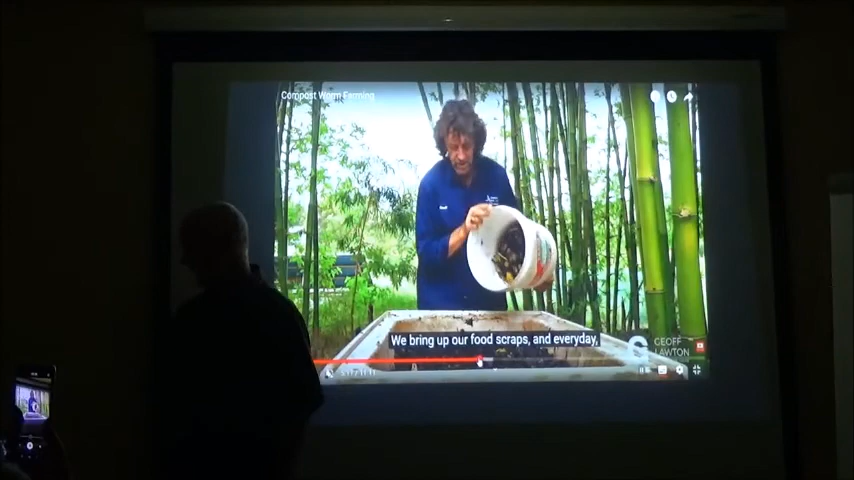 Compost Worm Farming
We bring up our food scraps, and everyday,
GEOFF
LAWTON